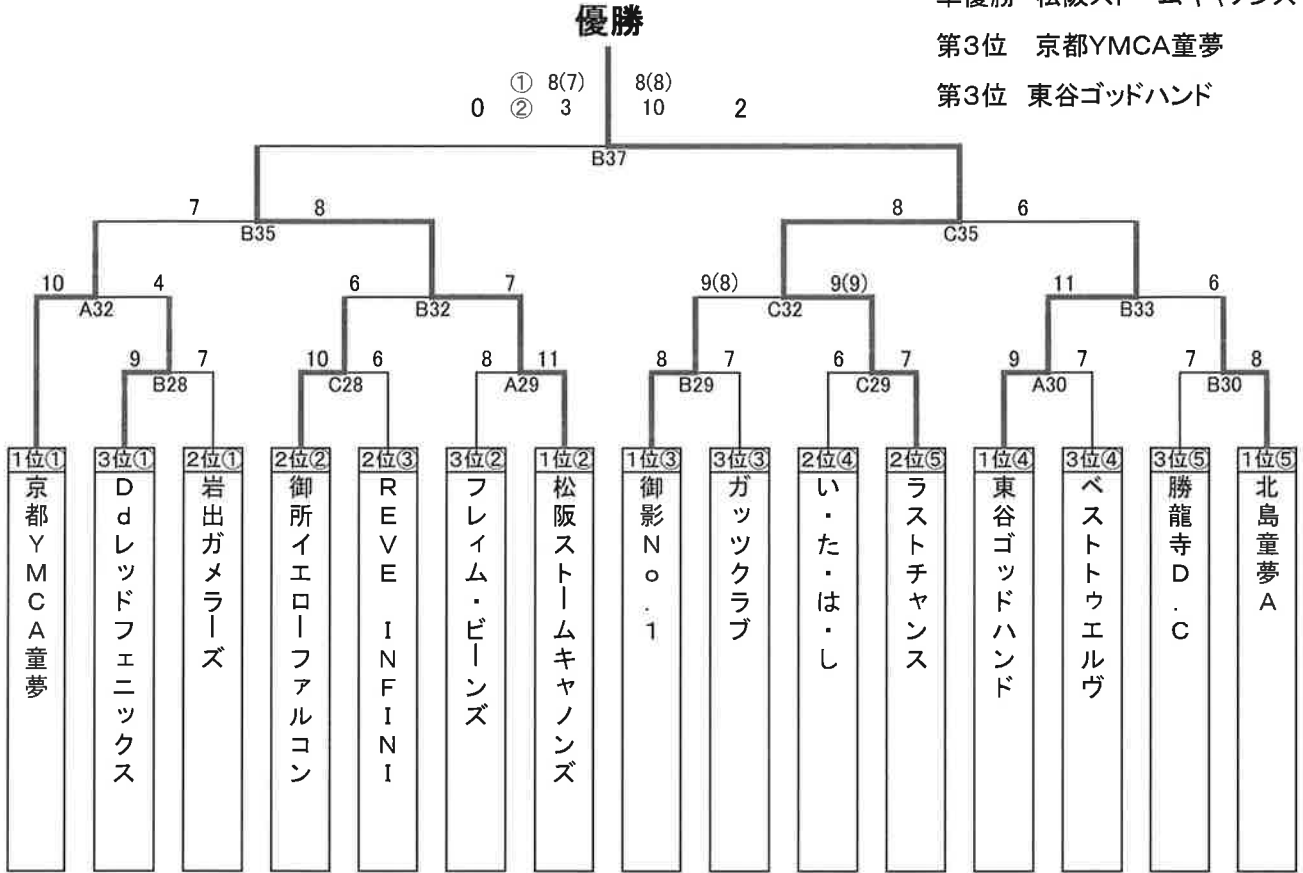 優勝
準優勝 松阪ストームキャノンズ
第3位 京都YMCA童夢
第3位 東谷ゴッドハンド
① 8(7) 8(8)
0 ② 3 10 2
B37
7 8 8 6
B35 C35
10 4 6 7 9(8) 9(9) 11 6
A32 B32 C32 B33
9 7 10 6 8 11 8 7 6 7 9 7 7 8
B28 C28 A29 B29 C29 A30 B30
1位① 3位① 2位① 2位② 2位③ 3位② 1位② 1位③ 3位③ 2位④ 2位⑤ 1位④ 3位④ 3位⑤ 1位⑤
京都YMCA童夢
Ddレッドフェニックス
岩出ガメラーズ
御所イエローファルコン
REVE INFINI
フレイム・ビーンズ
松阪ストームキャノンズ
御影No.1
ガッツクラブ
い・た・は・し
ラストチャンス
東谷ゴッドハンド
ベストトゥエルヴ
勝龍寺D.C
北島童夢A